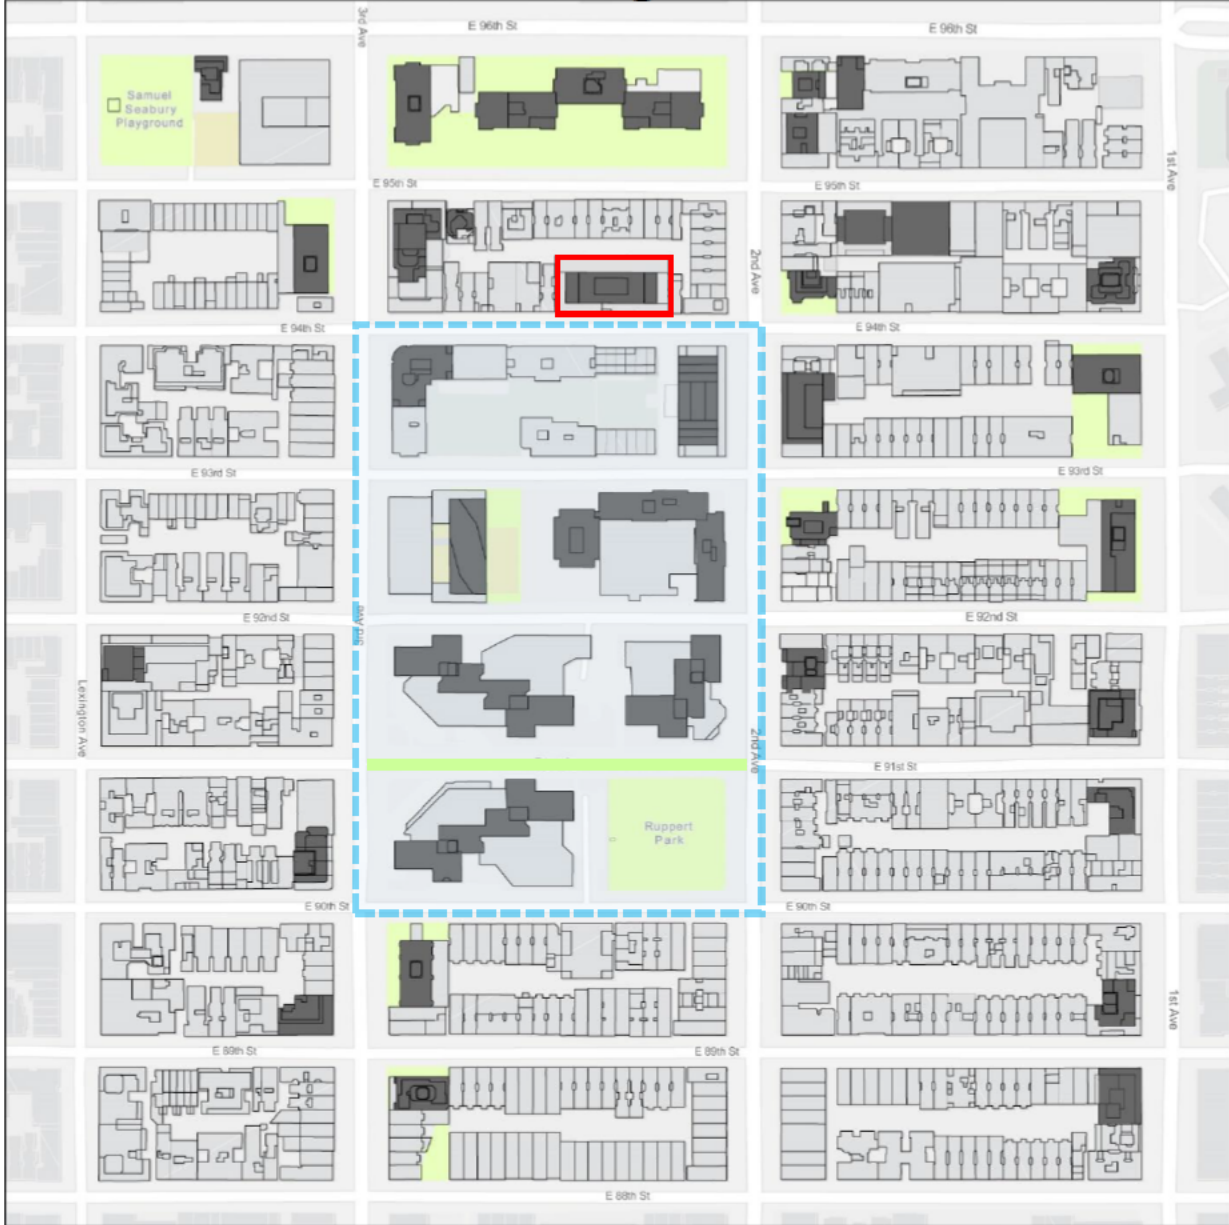 E 96th St
E 96th St
3rd Ave
Samuel
Seabury
Playground
1st Ave
E 95th St
E 95th St
2nd Ave
E 94th St
E 94th St
E 93rd St
E 93rd St
E 92nd St
E 92nd St
Lexington Ave
2nd Ave
E 91st St
Ruppert
Park
E 90th St
E 90th St
1st Ave
E 89th St
E 89th St
E 88th St